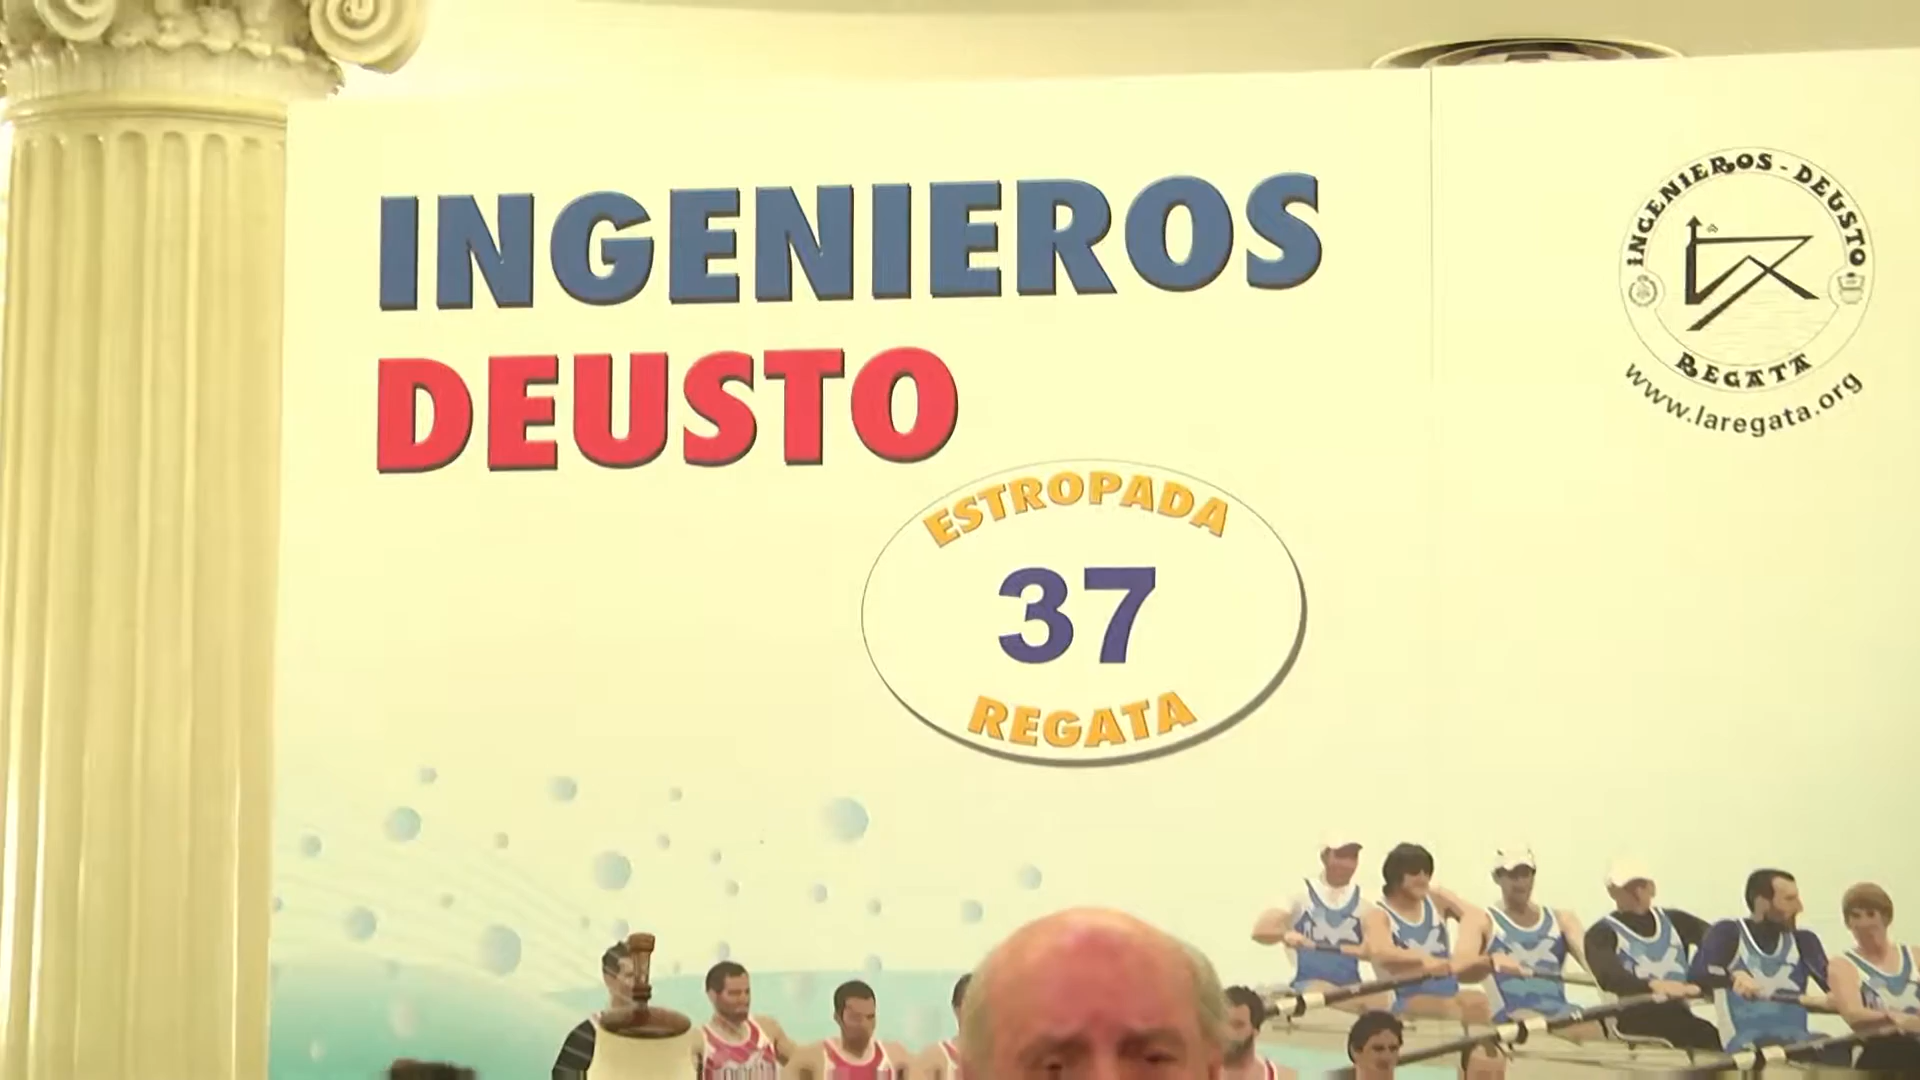 INGENIEROS
DEUSTO
ESTROPADA
37
REGATA
INGENIEROS - DEUSTO
REGATA
www.laregata.org